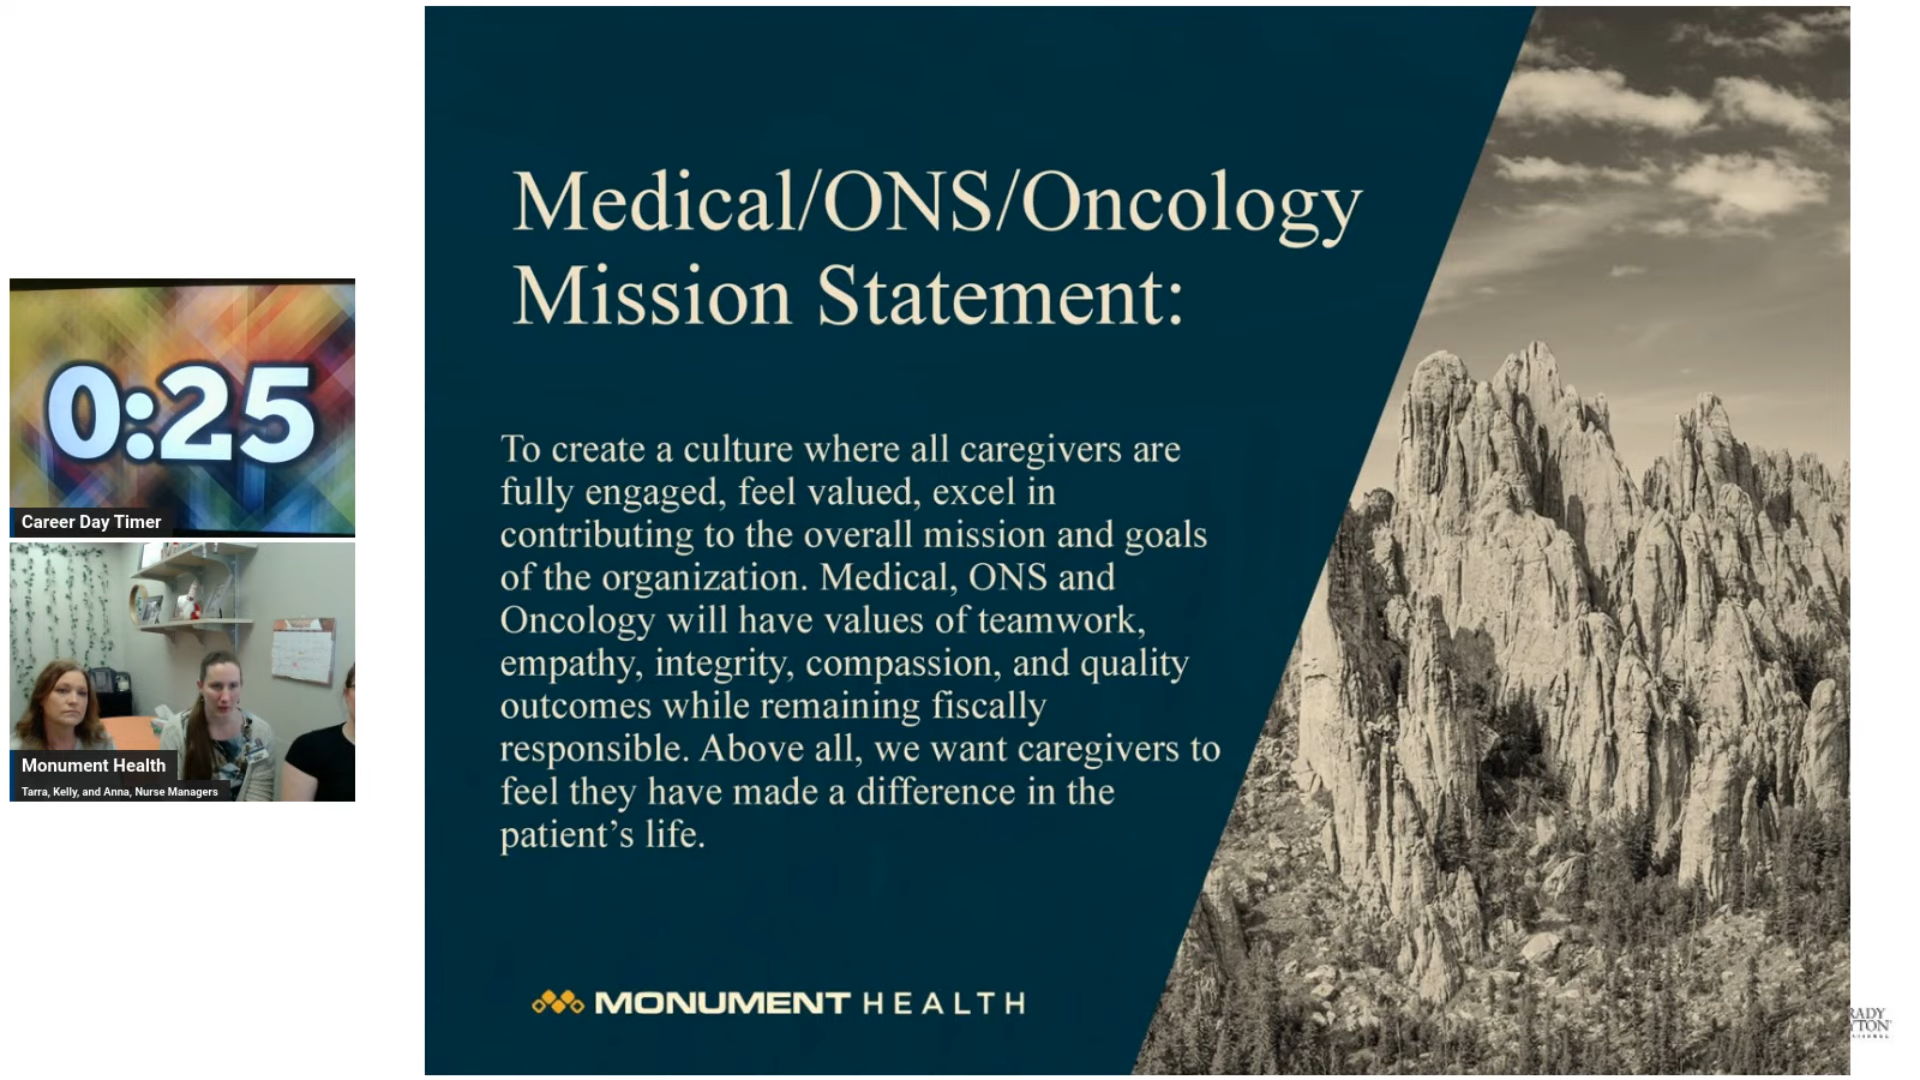 Medical/ONS/Oncology
Mission Statement:
To create a culture where all caregivers are
fully engaged, feel valued, excel in
contributing to the overall mission and goals
of the organization. Medical, ONS and
Oncology will have values of teamwork,
empathy, integrity, compassion, and quality
outcomes while remaining fiscally
responsible. Above all, we want caregivers to
feel they have made a difference in the
patient’s life.
MONUMENT HEALTH
0:25
Career Day Timer
Monument Health
Tarra, Kelly, and Anna, Nurse Managers